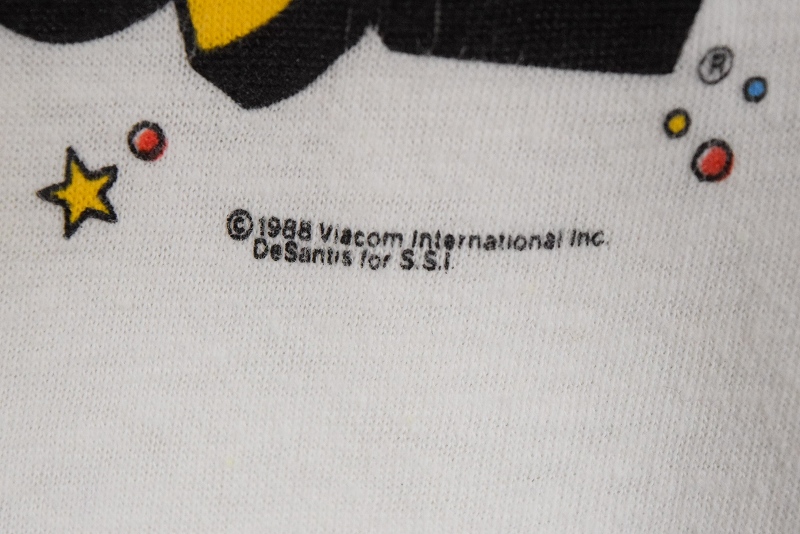 ®
©1988 Viacom International Inc.
DeSantis for S.S.I.